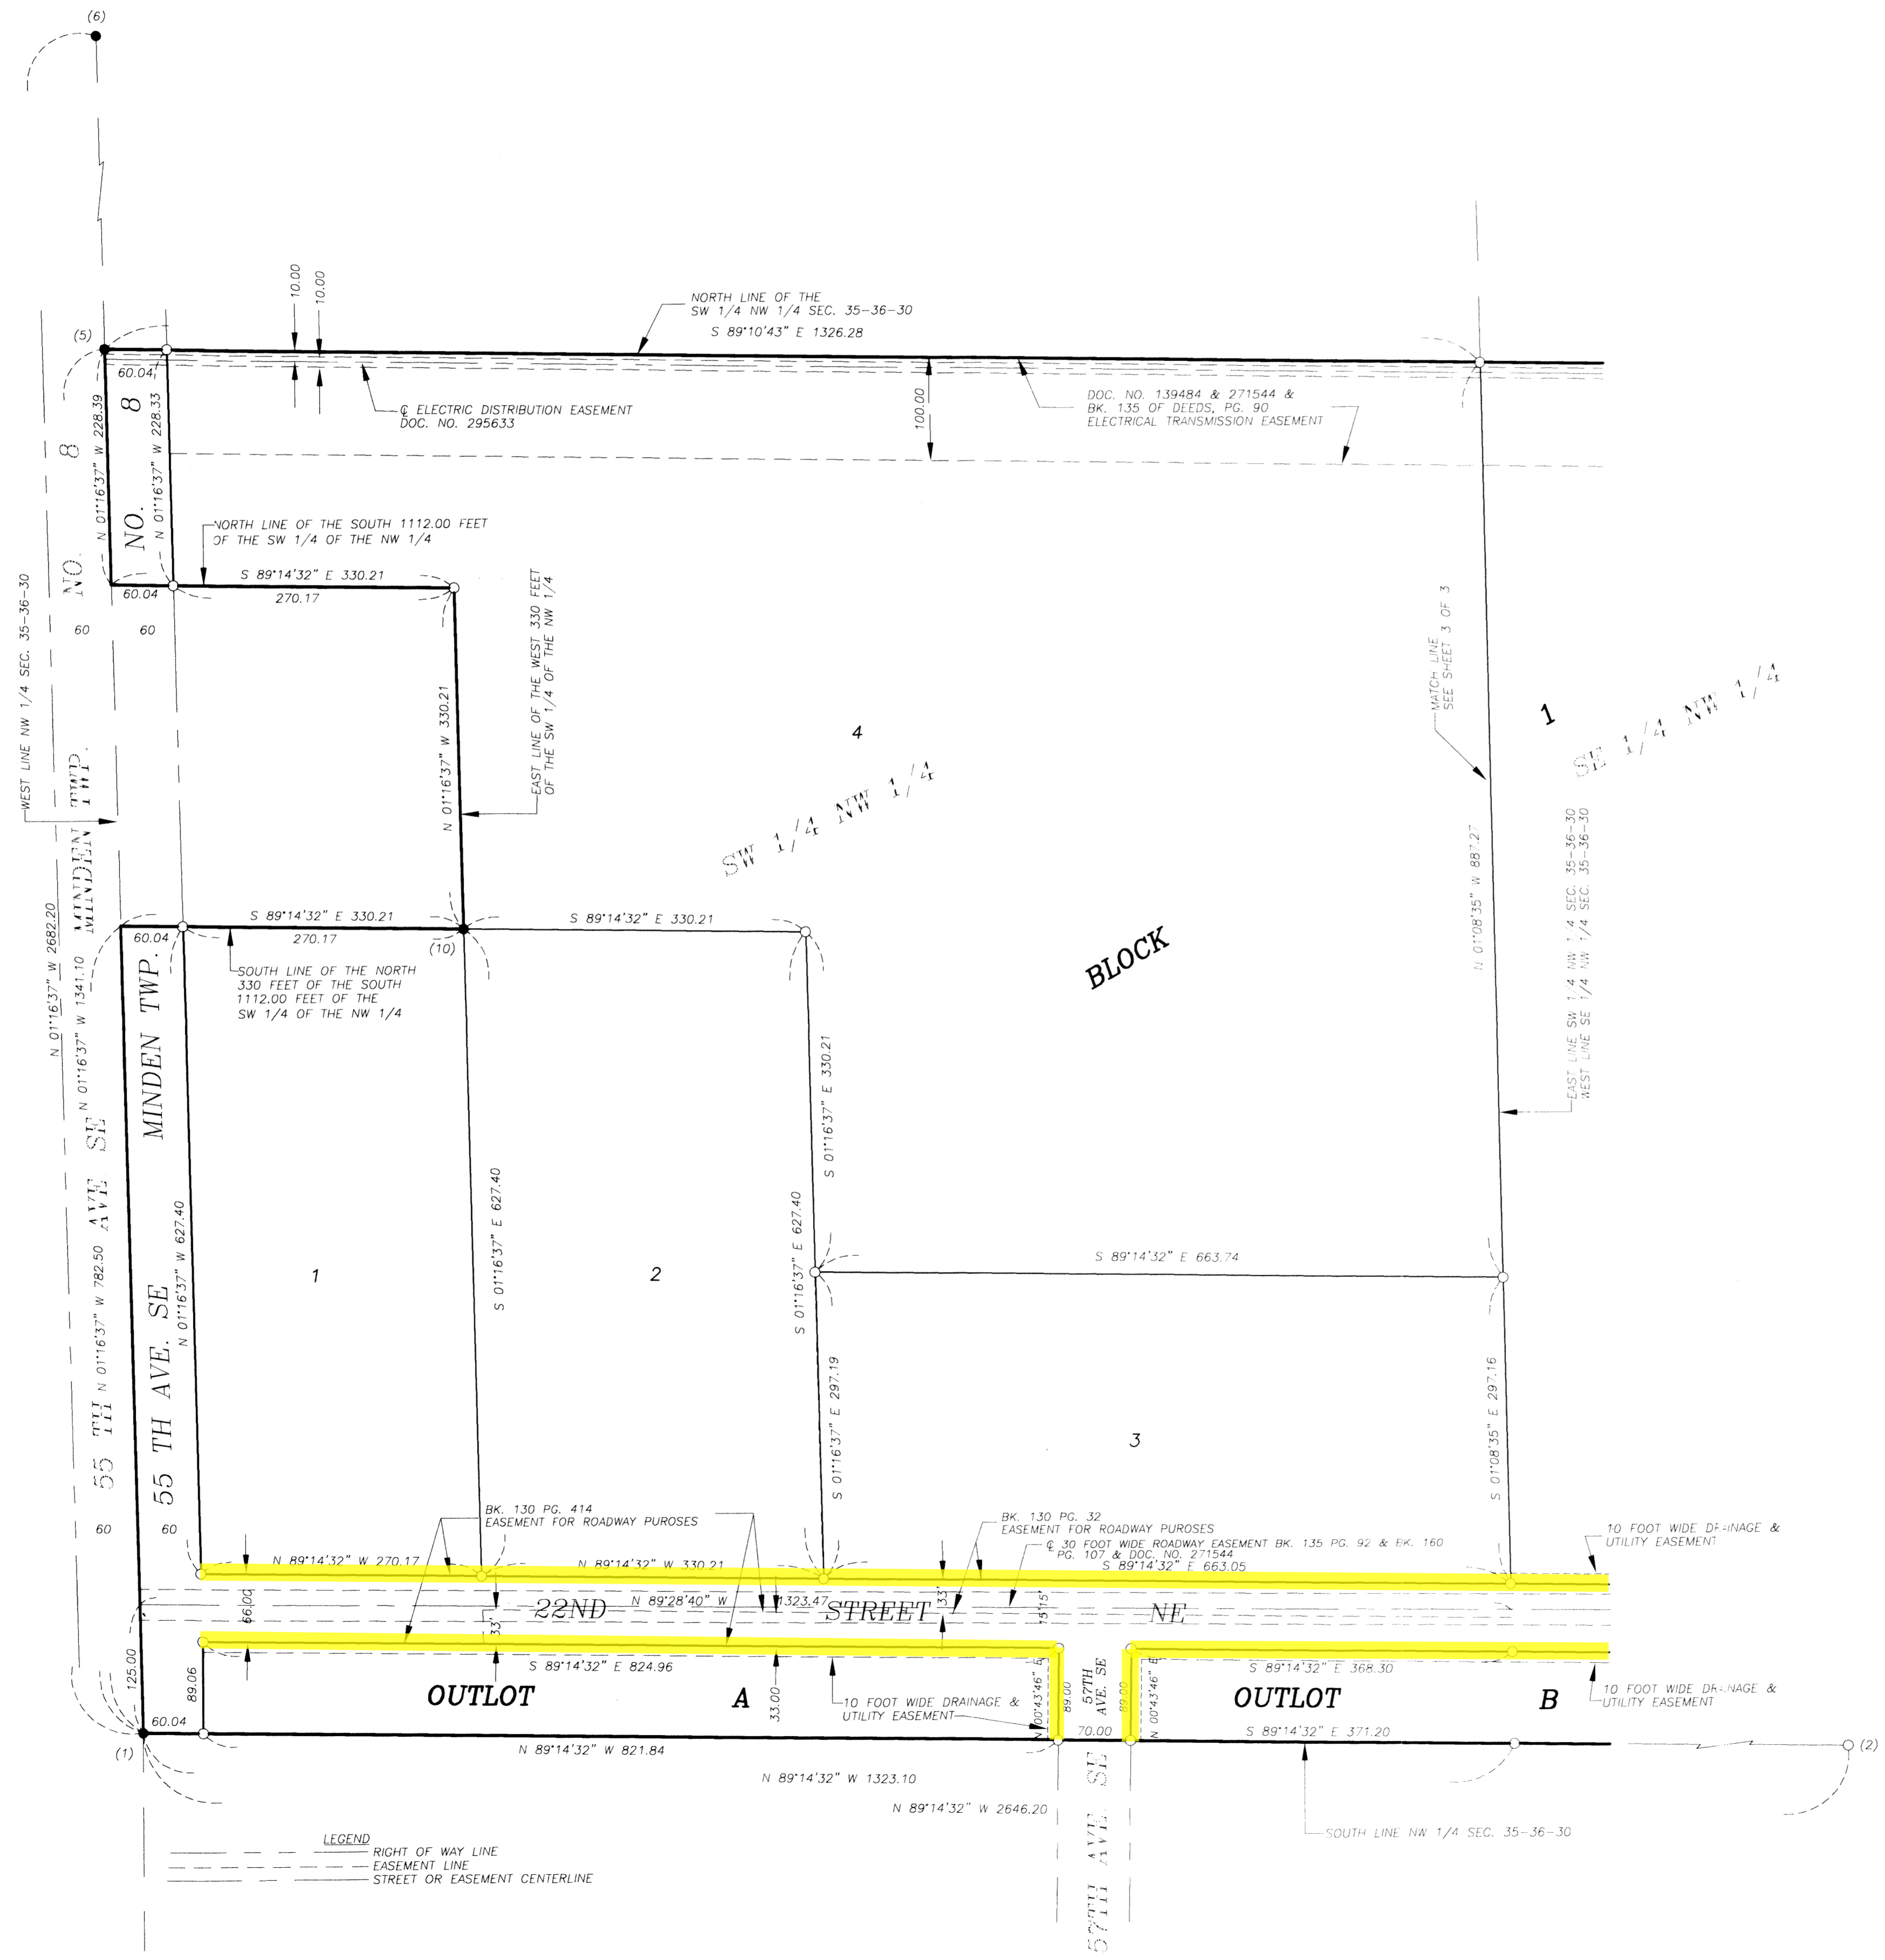 (6)
10.00
10.00
NORTH LINE OF THE
SW 1/4 NW 1/4 SEC. 35-36-30
S 89°10'43" E 1326.28
(5)
60.04
8
NO.
8
NO.
N 01°16'37" W 228.39
N 01°16'37" W 228.33
℄ ELECTRIC DISTRIBUTION EASEMENT
DOC. NO. 295633
100.00
DOC. NO. 139484 & 271544 &
BK. 135 OF DEEDS, PG. 90
ELECTRICAL TRANSMISSION EASEMENT
NORTH LINE OF THE SOUTH 1112.00 FEET
OF THE SW 1/4 OF THE NW 1/4
S 89°14'32" E 330.21
60.04
270.17
60
60
WEST LINE NW 1/4 SEC. 35-36-30
EAST LINE OF THE WEST 330 FEET
OF THE SW 1/4 OF THE NW 1/4
N 01°16'37" W 330.21
MATCH LINE
SEE SHEET 3 OF 3
4
1
SW 1/4 NW 1/4
SE 1/4 NW 1/4
BLOCK
N 01°08'35" W 887.27
EAST LINE SW 1/4 NW 1/4 SEC. 35-36-30
WEST LINE SE 1/4 NW 1/4 SEC. 35-36-30
MINDEN TWP.
N 01°16'37" W 2682.20
N 01°16'37" W 1341.10
S 89°14'32" E 330.21
S 89°14'32" E 330.21
60.04
270.17
(10)
SOUTH LINE OF THE NORTH
330 FEET OF THE SOUTH
1112.00 FEET OF THE
SW 1/4 OF THE NW 1/4
MINDEN TWP.
55 TH AVE SE
N 01°16'37" W 782.50
55 TH AVE. SE
N 01°16'37" W 627.40
S 01°16'37" E 627.40
S 01°16'37" E 330.21
S 01°16'37" E 627.40
S 89°14'32" E 663.74
1
2
3
S 01°16'37" E 297.19
S 01°08'35" E 297.16
60
60
BK. 130 PG. 414
EASEMENT FOR ROADWAY PUROSES
BK. 130 PG. 32
EASEMENT FOR ROADWAY PUROSES
℄ 30 FOOT WIDE ROADWAY EASEMENT BK. 135 PG. 92 & BK. 160
PG. 107 & DOC. NO. 271544
10 FOOT WIDE DRAINAGE &
UTILITY EASEMENT
N 89°14'32" W 270.17
N 89°14'32" W 330.21
S 89°14'32" E 663.05
66.00
22ND STREET NE
N 89°28'40" W 1323.47
33'
33'
15'15'
125.00
89.06
S 89°14'32" E 824.96
33.00
OUTLOT A
10 FOOT WIDE DRAINAGE &
UTILITY EASEMENT
N 00°43'46" E
89.00
57TH
AVE. SE
89.00
N 00°43'46" E
S 89°14'32" E 368.30
OUTLOT B
10 FOOT WIDE DRAINAGE &
UTILITY EASEMENT
60.04
70.00
S 89°14'32" E 371.20
(1)
(2)
N 89°14'32" W 821.84
N 89°14'32" W 1323.10
N 89°14'32" W 2646.20
57TH AVE SE
SOUTH LINE NW 1/4 SEC. 35-36-30
LEGEND
RIGHT OF WAY LINE
EASEMENT LINE
STREET OR EASEMENT CENTERLINE